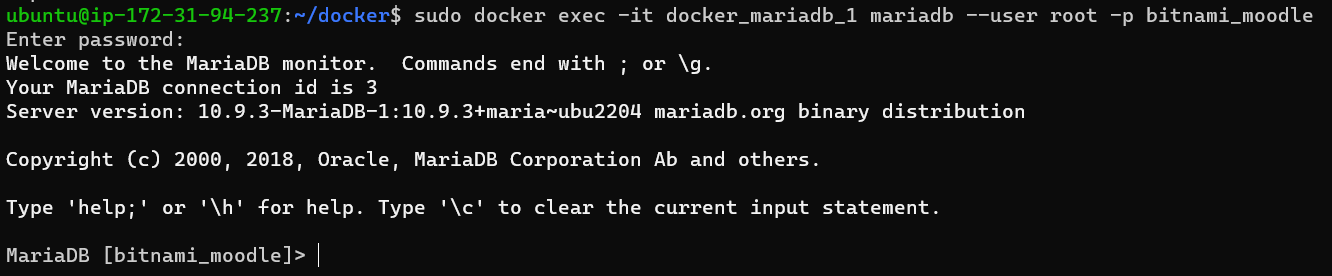 ubuntu@ip-172-31-94-237:~/docker$ sudo docker exec -it docker_mariadb_1 mariadb --user root -p bitnami_moodle
Enter password:
Welcome to the MariaDB monitor.  Commands end with ; or \g.
Your MariaDB connection id is 3
Server version: 10.9.3-MariaDB-1:10.9.3+maria~ubu2204 mariadb.org binary distribution
Copyright (c) 2000, 2018, Oracle, MariaDB Corporation Ab and others.
Type 'help;' or '\h' for help. Type '\c' to clear the current input statement.
MariaDB [bitnami_moodle]>